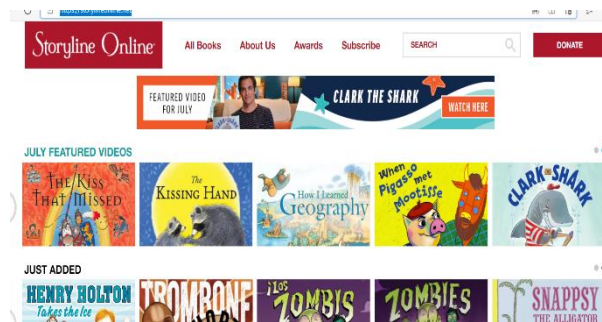 Storyline Online
All Books About Us Awards Subscribe SEARCH DONATE
FEATURED VIDEO
FOR JULY
CLARK THE SHARK
WATCH HERE
JULY FEATURED VIDEOS
THE KISS
THAT MISSED
The
KISSING HAND
How I Learned
Geography
When
Pigasso
met
Mootisse
CLARK THE SHARK
JUST ADDED
HENRY HOLTON
Takes the Ice
TROMBONE
¡Los
ZOMBIS
ZOMBIES
SNAPPSY
THE ALLIGATOR